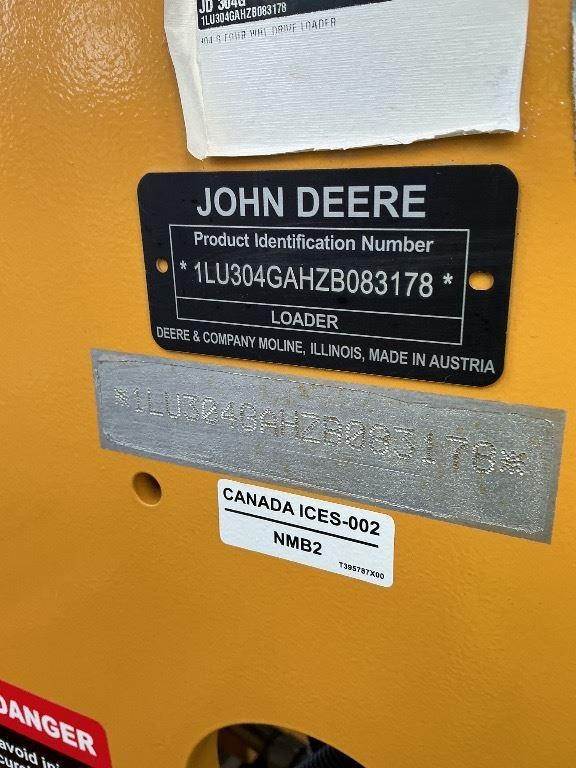 JD 304G
1LU304GAHZB083178
304 G FOUR WHL DRIVE LOADER
JOHN DEERE
Product Identification Number
* 1LU304GAHZB083178 *
LOADER
DEERE & COMPANY MOLINE, ILLINOIS, MADE IN AUSTRIA
*1LU304GAHZB083178*
CANADA ICES-002
NMB2
T395787X00
DANGER
avoid